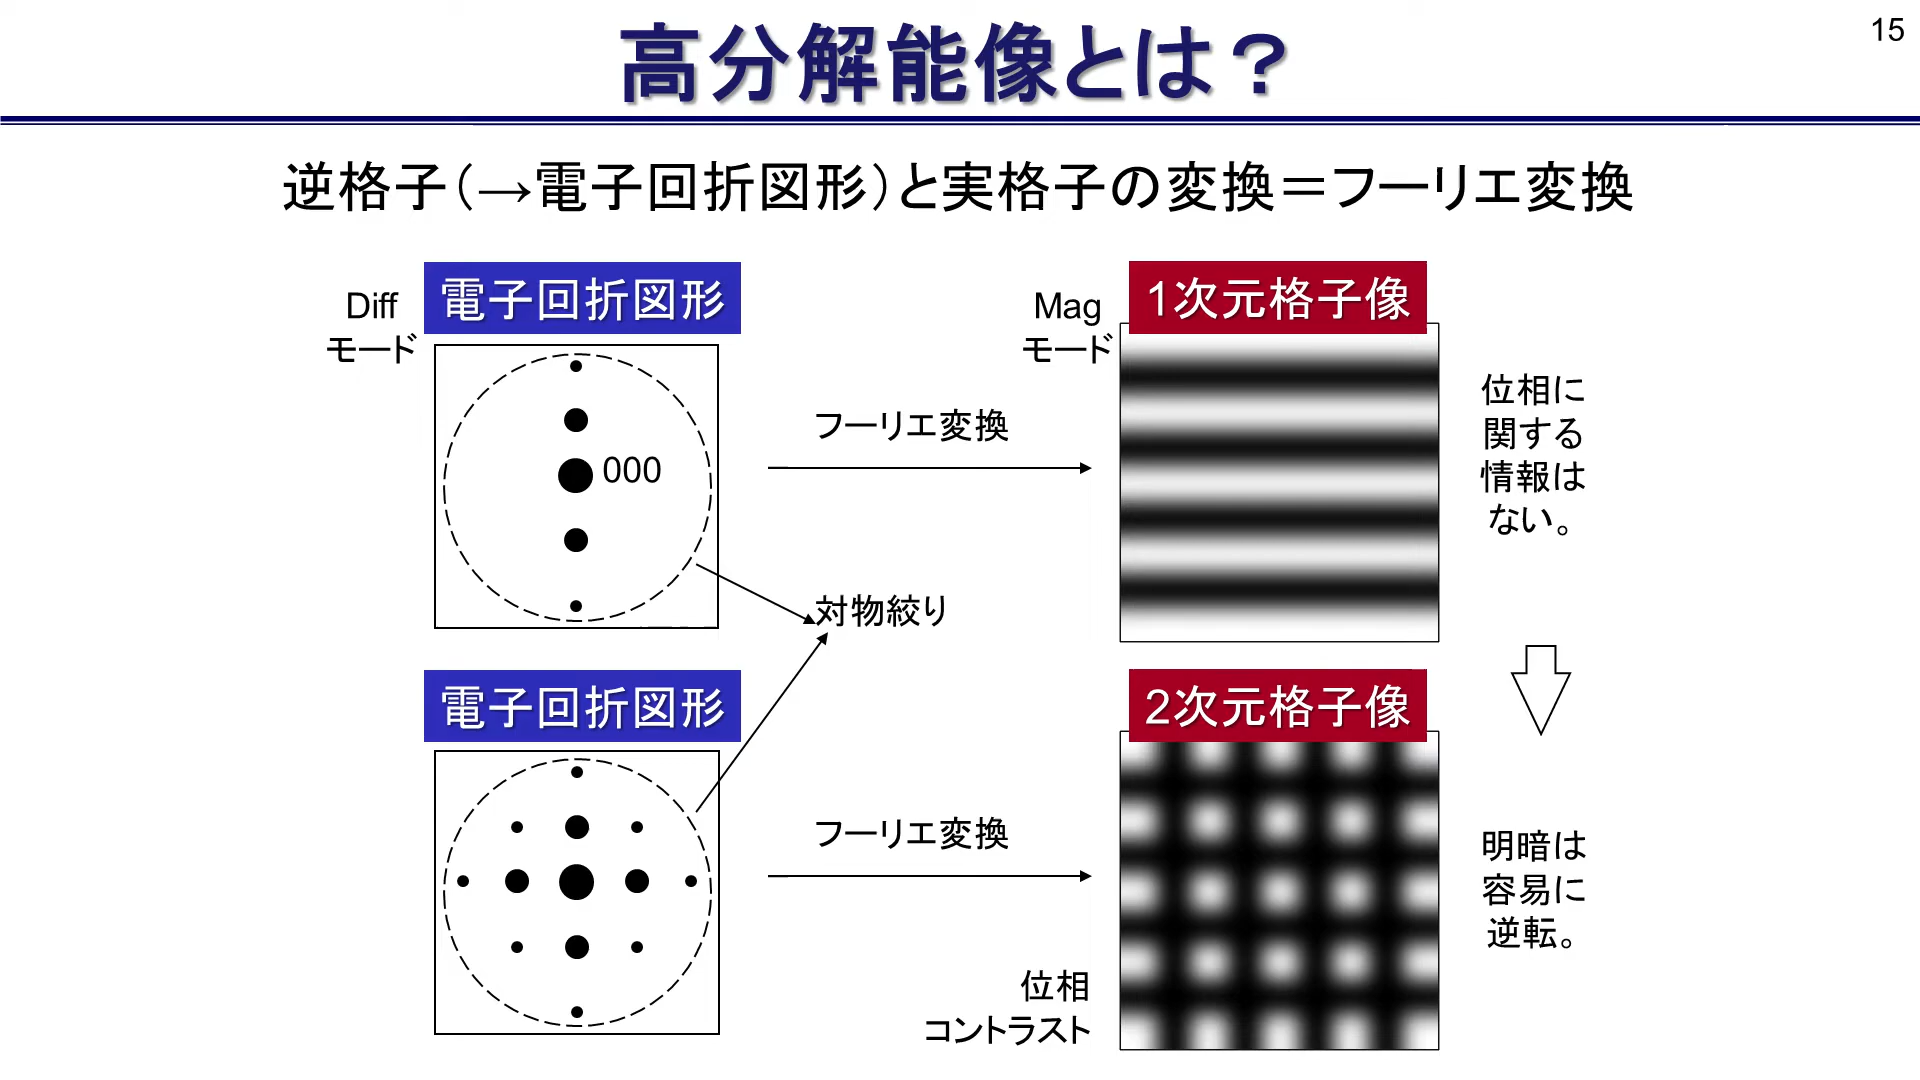 15
高分解能像とは？
逆格子（→電子回折図形）と実格子の変換＝フーリエ変換
Diff
モード
電子回折図形
000
フーリエ変換
Mag
モード
1次元格子像
位相に
関する
情報は
ない。
対物絞り
電子回折図形
フーリエ変換
2次元格子像
明暗は
容易に
逆転。
位相
コントラスト